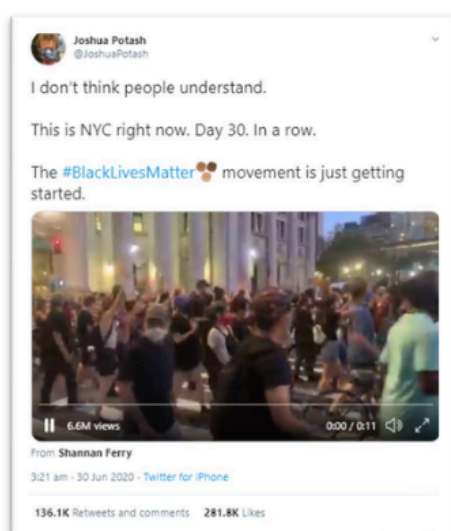 Joshua Potash
@JoshuaPotash
I don't think people understand.
This is NYC right now. Day 30. In a row.
The #BlackLivesMatter movement is just getting
started.
6.6M views
0:00 / 0:11
From Shannan Ferry
3:21 am · 30 Jun 2020 · Twitter for iPhone
136.1K Retweets and comments 281.8K Likes